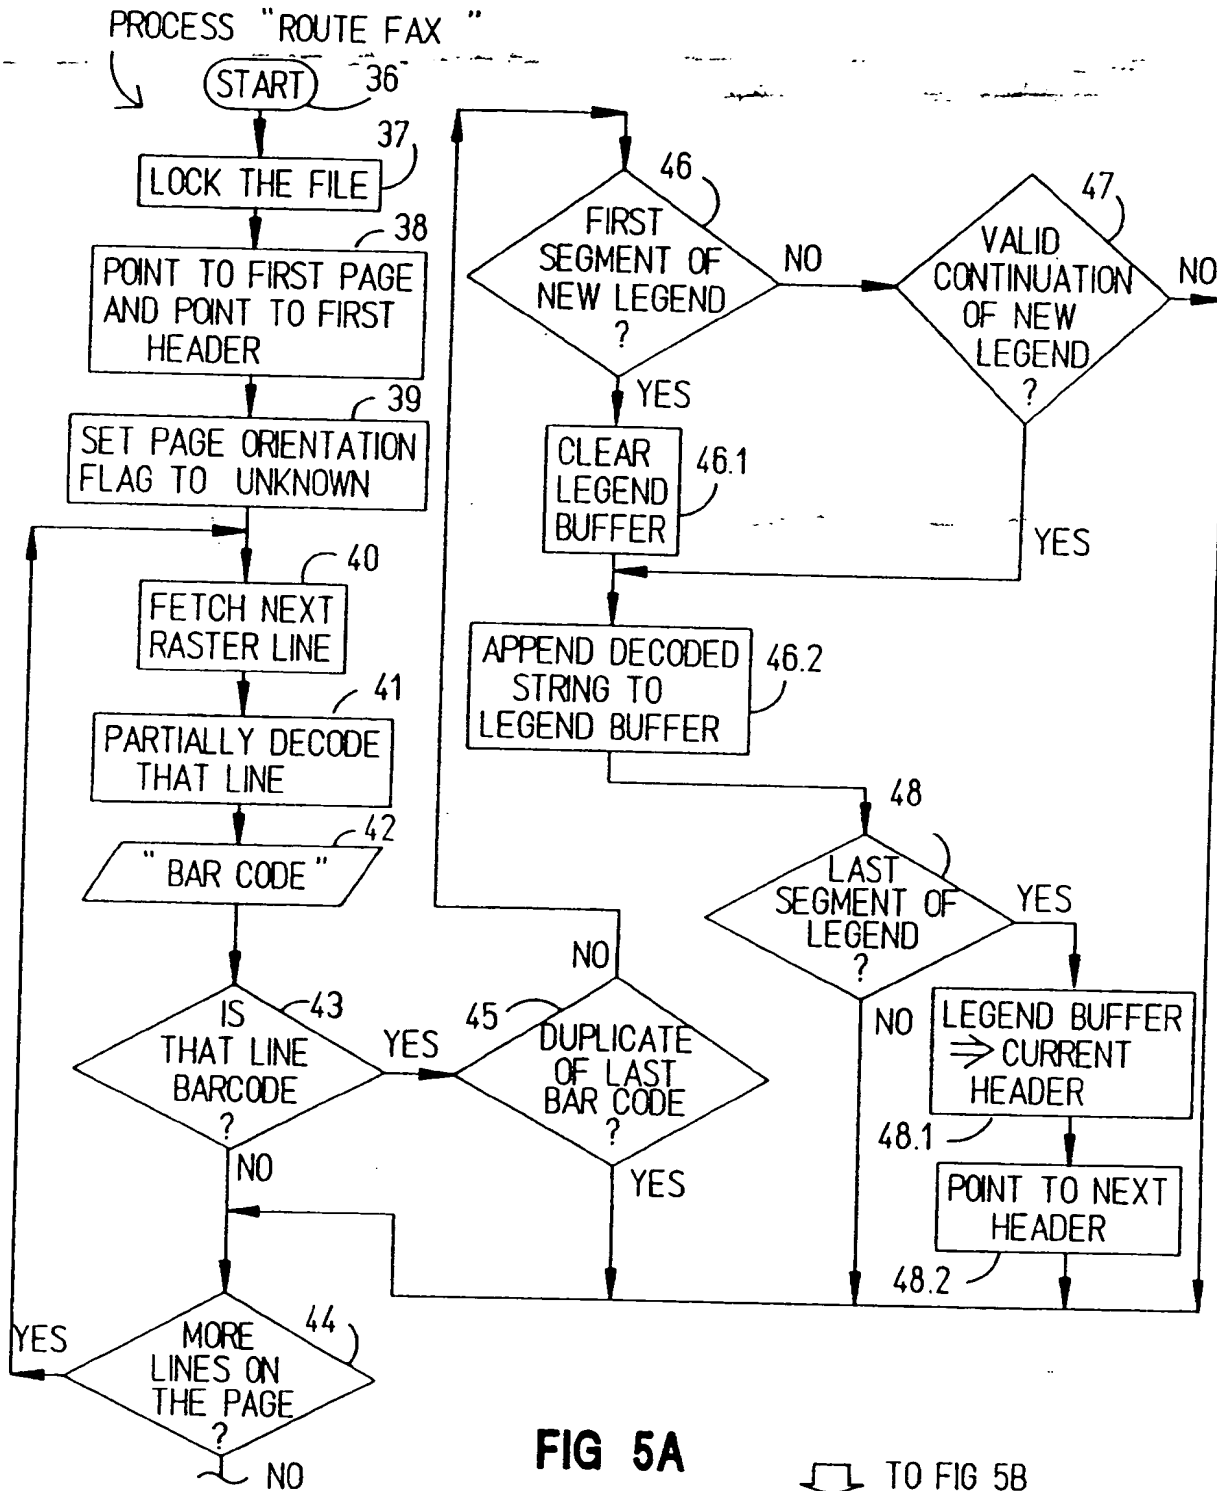 PROCESS "ROUTE FAX "
START
36
37
LOCK THE FILE
38
POINT TO FIRST PAGE
AND POINT TO FIRST
HEADER
39
SET PAGE ORIENTATION
FLAG TO UNKNOWN
40
FETCH NEXT
RASTER LINE
41
PARTIALLY DECODE
THAT LINE
42
" BAR CODE "
43
IS
THAT LINE
BARCODE
?
YES
NO
44
MORE
LINES ON
THE PAGE
?
YES
NO
45
DUPLICATE
OF LAST
BAR CODE
?
NO
YES
46
FIRST
SEGMENT OF
NEW LEGEND
?
NO
YES
46.1
CLEAR
LEGEND
BUFFER
47
VALID
CONTINUATION
OF NEW
LEGEND
?
NO
YES
46.2
APPEND DECODED
STRING TO
LEGEND BUFFER
48
LAST
SEGMENT OF
LEGEND
?
YES
NO
LEGEND BUFFER
⇒ CURRENT
HEADER
48.1
POINT TO NEXT
HEADER
48.2
FIG 5A
TO FIG 5B